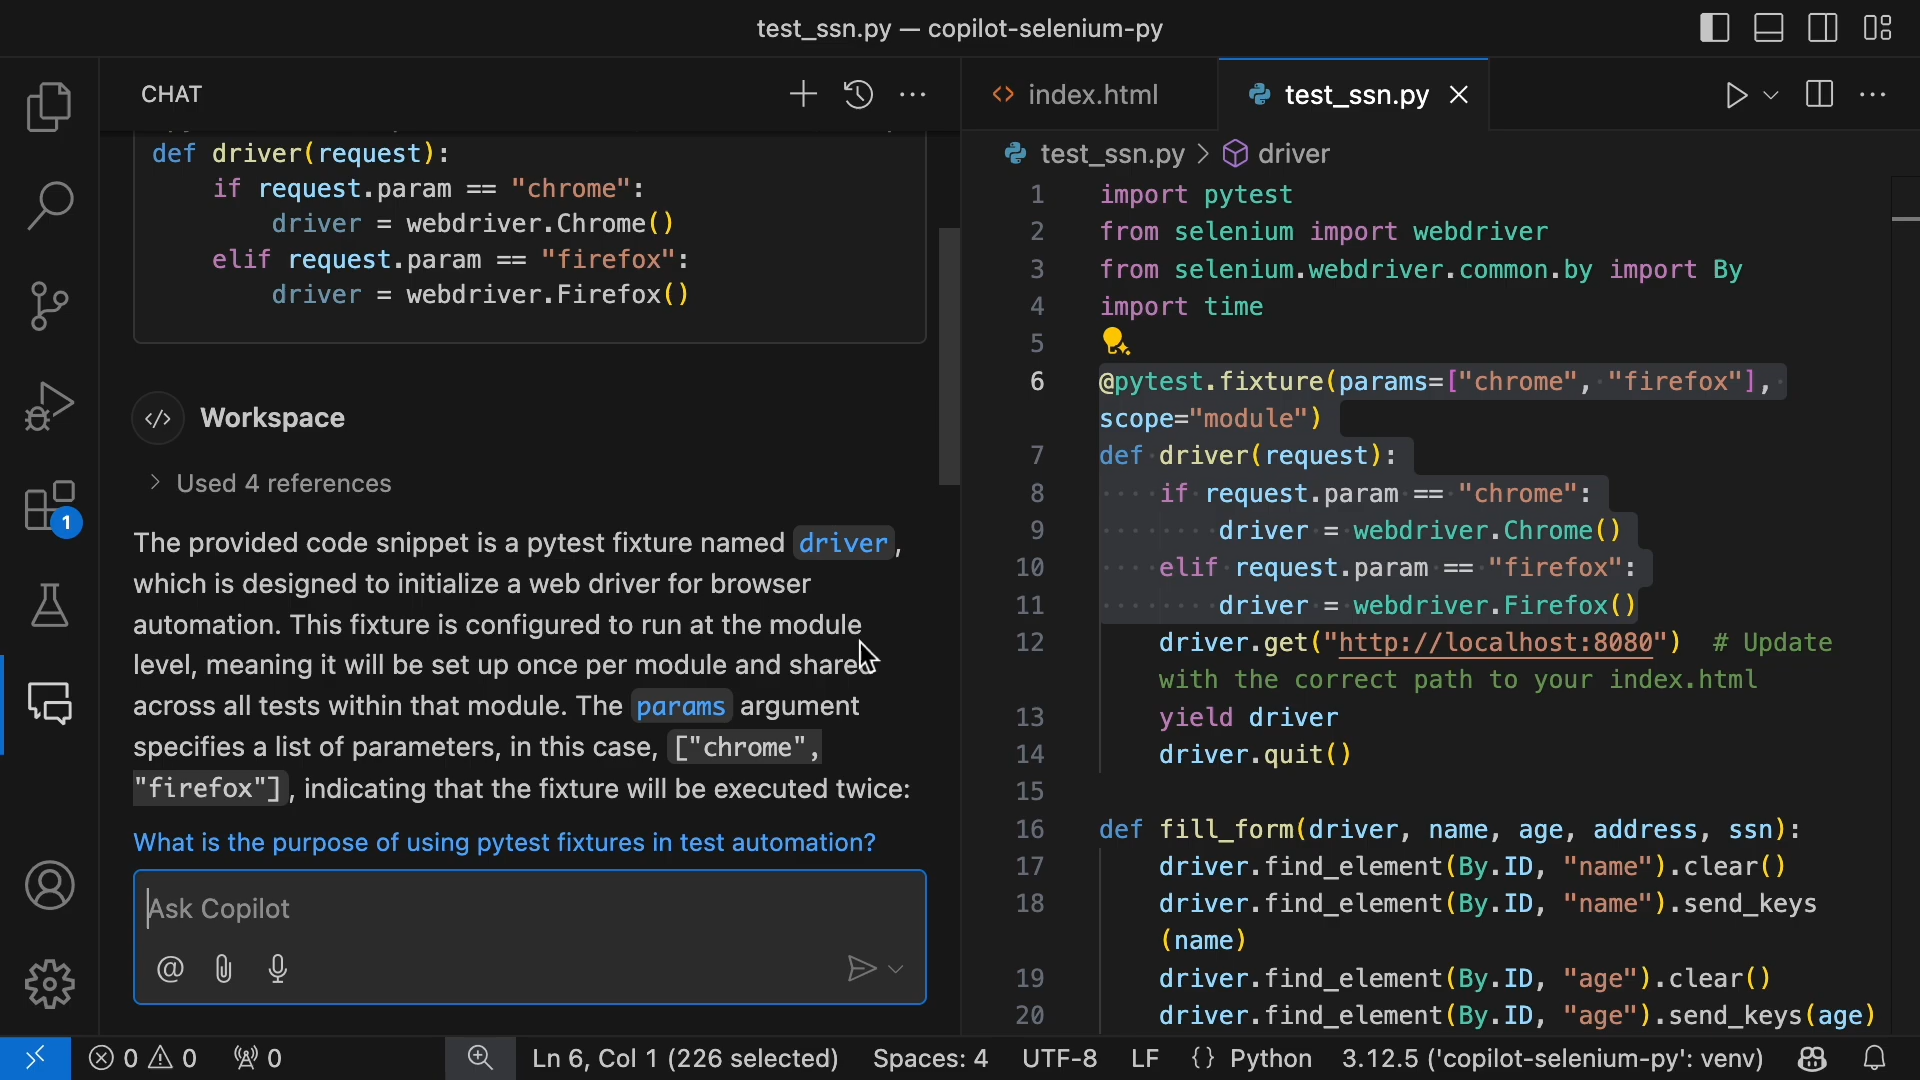 test_ssn.py — copilot-selenium-py
CHAT
def driver(request):
if request.param == "chrome":
driver = webdriver.Chrome()
elif request.param == "firefox":
driver = webdriver.Firefox()
Workspace
Used 4 references
The provided code snippet is a pytest fixture named driver,
which is designed to initialize a web driver for browser
automation. This fixture is configured to run at the module
level, meaning it will be set up once per module and shared
across all tests within that module. The params argument
specifies a list of parameters, in this case, ["chrome",
"firefox"], indicating that the fixture will be executed twice:
What is the purpose of using pytest fixtures in test automation?
Ask Copilot
index.html
test_ssn.py
test_ssn.py > driver
1 import pytest
2 from selenium import webdriver
3 from selenium.webdriver.common.by import By
4 import time
5
6 @pytest.fixture(params=["chrome", "firefox"],
scope="module")
7 def driver(request):
8 if request.param == "chrome":
9 driver = webdriver.Chrome()
10 elif request.param == "firefox":
11 driver = webdriver.Firefox()
12 driver.get("http://localhost:8080") # Update
with the correct path to your index.html
13 yield driver
14 driver.quit()
15
16 def fill_form(driver, name, age, address, ssn):
17 driver.find_element(By.ID, "name").clear()
18 driver.find_element(By.ID, "name").send_keys
(name)
19 driver.find_element(By.ID, "age").clear()
20 driver.find_element(By.ID, "age").send_keys(age)
1
0 0 0 Ln 6, Col 1 (226 selected) Spaces: 4 UTF-8 LF {} Python 3.12.5 ('copilot-selenium-py': venv)